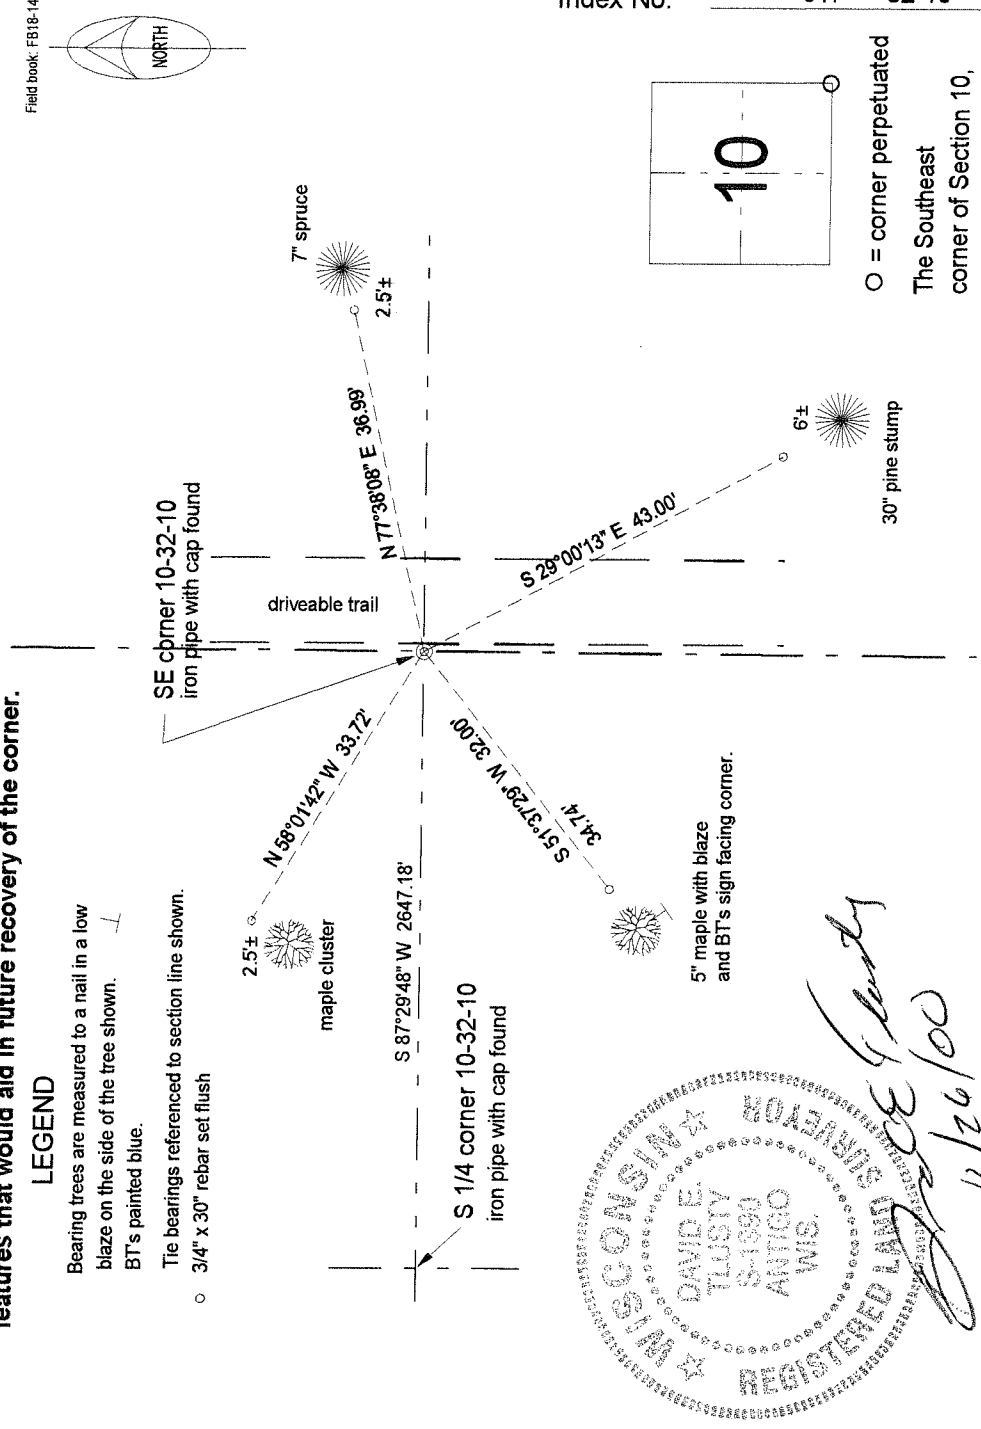 Index No.
Field book: FB18-14
NORTH
features that would aid in future recovery of the corner.
LEGEND
Bearing trees are measured to a nail in a low
blaze on the side of the tree shown.
BT's painted blue.
Tie bearings referenced to section line shown.
3/4" x 30" rebar set flush
SE corner 10-32-10
iron pipe with cap found
driveable trail
7" spruce
2.5'±
N 77°38'08" E 36.99'
S 29°00'13" E 43.00'
6'±
30" pine stump
N 58°01'42" W 33.72'
2.5'±
maple cluster
S 51°37'29" W 32.00'
34.74'
5" maple with blaze
and BT's sign facing corner.
S 87°29'48" W 2647.18'
S 1/4 corner 10-32-10
iron pipe with cap found
10
O = corner perpetuated
The Southeast
corner of Section 10,
WISCONSIN
DAVID E.
TLUSTY
S-1690
ANTIGO
WIS.
REGISTERED LAND SURVEYOR
11/26/00